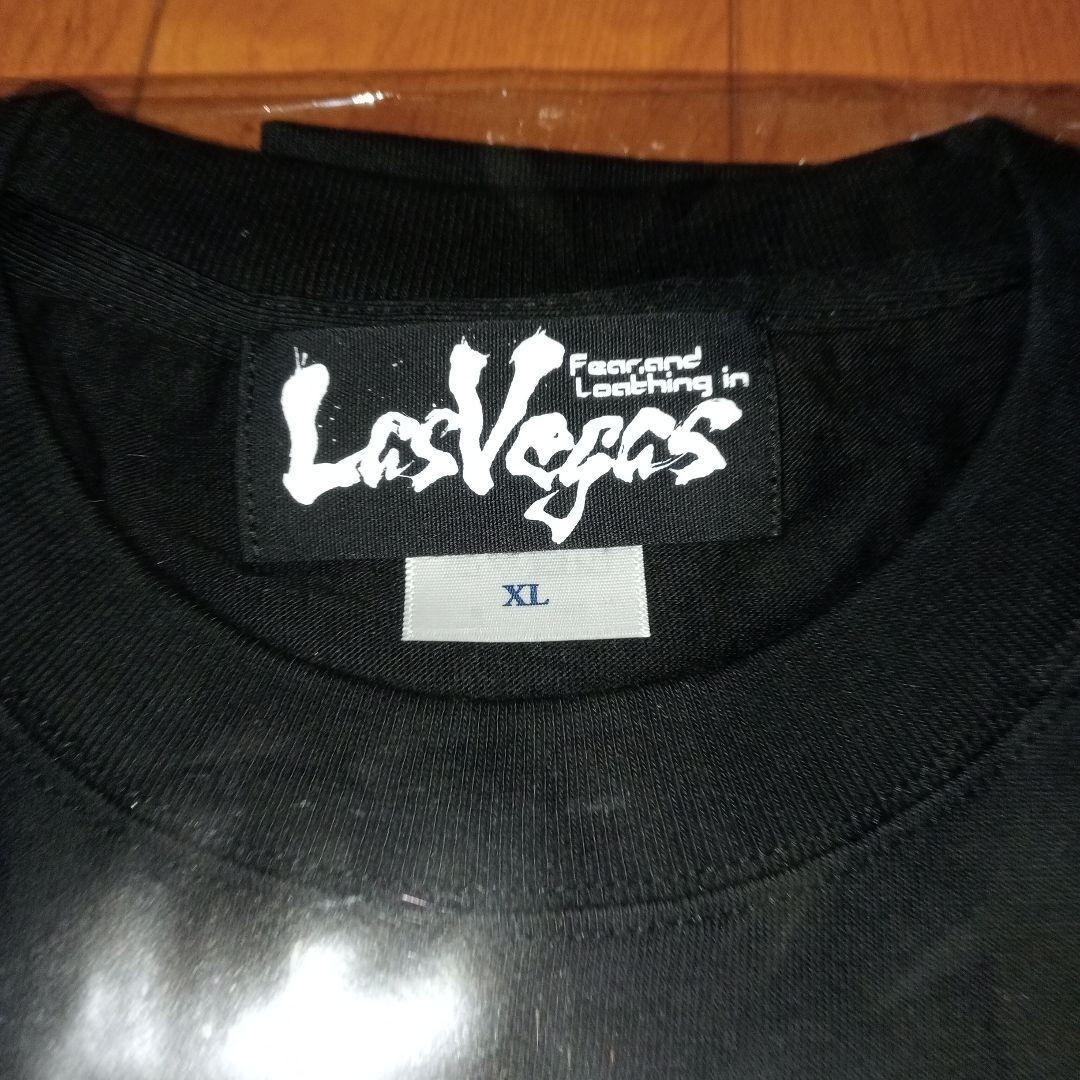 Fear,and
Loathing in
LasVegas
XL